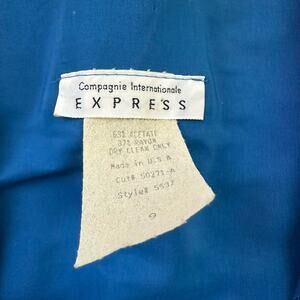 Compagnie Internationale
EXPRESS
63% ACETATE
37% RAYON
DRY CLEAN ONLY
Made in U.S.A
Cut# 50271-A
Style# 5537
9